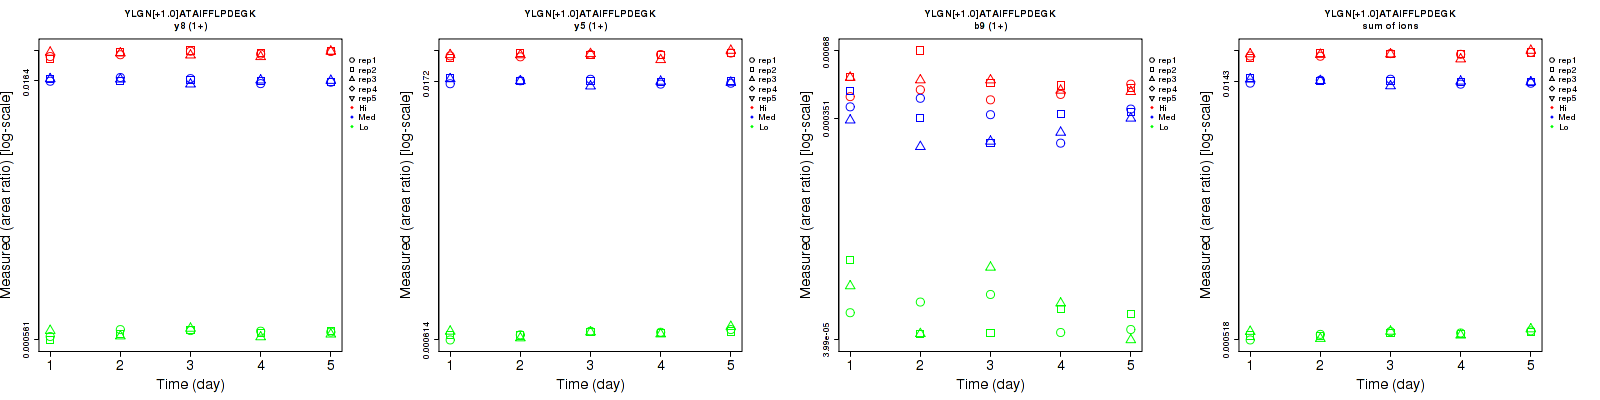 YLGN[+1.0]ATAIFFLPDEGK
y8 (1+)
Measured (area ratio) [log-scale]
0.0164
0.000561
1 2 3 4 5
Time (day)
rep1
rep2
rep3
rep4
rep5
Hi
Med
Lo
YLGN[+1.0]ATAIFFLPDEGK
y5 (1+)
Measured (area ratio) [log-scale]
0.0172
0.000614
1 2 3 4 5
Time (day)
rep1
rep2
rep3
rep4
rep5
Hi
Med
Lo
YLGN[+1.0]ATAIFFLPDEGK
b9 (1+)
Measured (area ratio) [log-scale]
0.00068
0.000351
3.99e-05
1 2 3 4 5
Time (day)
rep1
rep2
rep3
rep4
rep5
Hi
Med
Lo
YLGN[+1.0]ATAIFFLPDEGK
sum of ions
Measured (area ratio) [log-scale]
0.0143
0.000518
1 2 3 4 5
Time (day)
rep1
rep2
rep3
rep4
rep5
Hi
Med
Lo